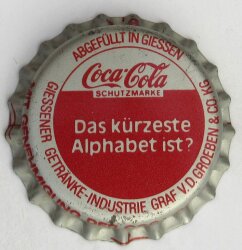 ABGEFÜLLT IN GIESSEN
Coca-Cola
SCHUTZMARKE
Das kürzeste
Alphabet ist?
GIESSENER GETRÄNKE-INDUSTRIE GRAF V.D. GROEBEN & CO. KG